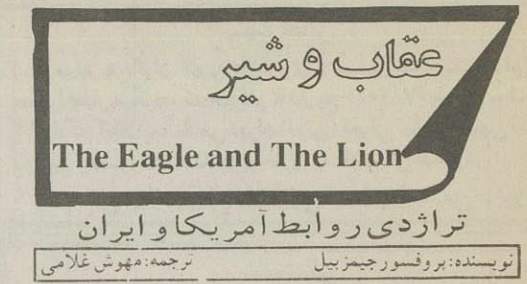 عقاب و شیر
The Eagle and The Lion
تراژدی روابط آمریکا و ایران
نویسنده: پروفسور جیمز بیل ترجمه: مهوش غلامی